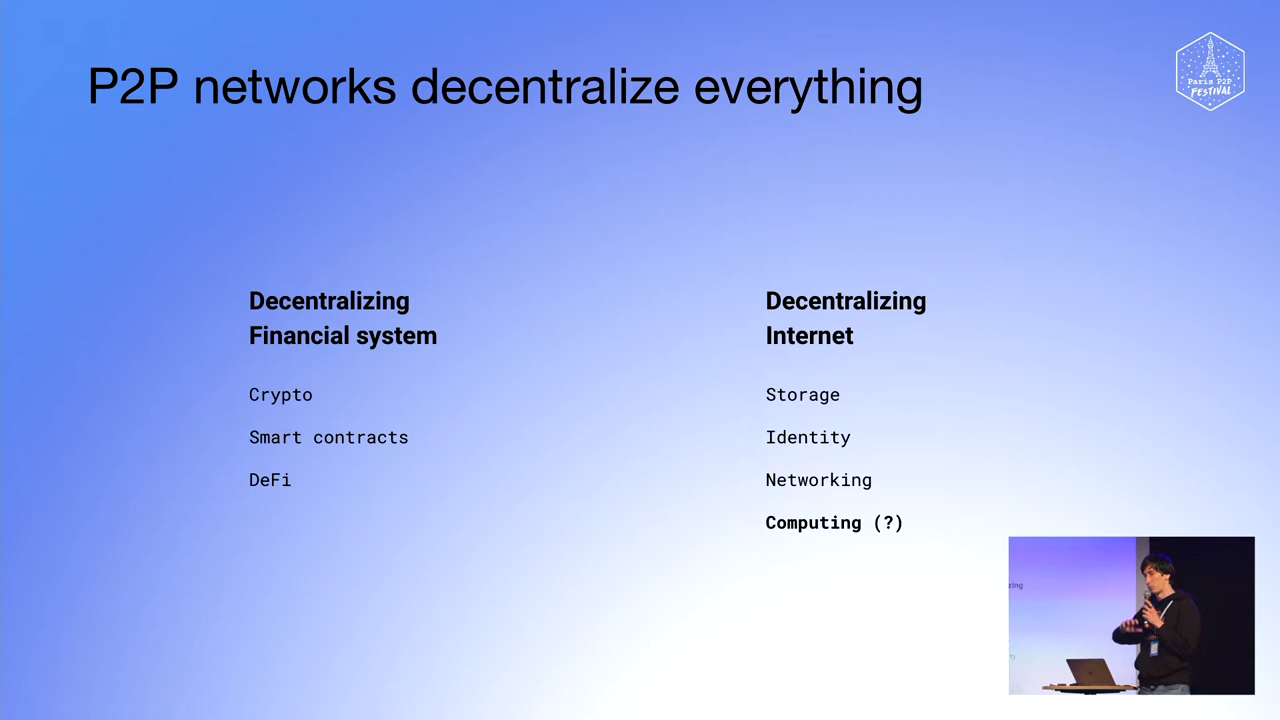 P2P networks decentralize everything
Paris P2P
FESTIVAL
Decentralizing
Financial system
Crypto
Smart contracts
DeFi
Decentralizing
Internet
Storage
Identity
Networking
Computing (?)
zing